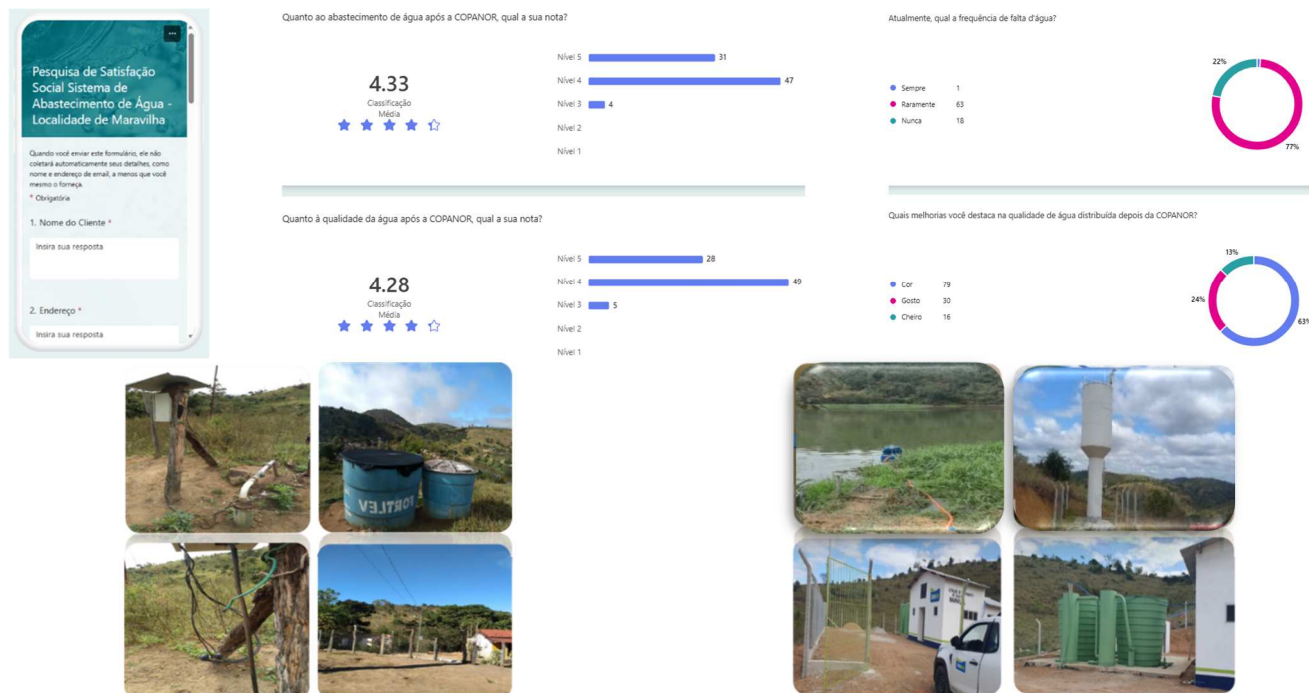 Pesquisa de Satisfação
Social Sistema de
Abastecimento de Água -
Localidade de Maravilha
Quando você enviar este formulário, ele não
coletará automaticamente seus detalhes, como
nome e endereço de email, a menos que você
mesmo o forneça.
* Obrigatória
1. Nome do Cliente *
Insira sua resposta
2. Endereço *
Insira sua resposta
Quanto ao abastecimento de água após a COPANOR, qual a sua nota?
4.33
Classificação
Média
Nível 5 31
Nível 4 47
Nível 3 4
Nível 2
Nível 1
Atualmente, qual a frequência de falta d'água?
Sempre 1
Raramente 63
Nunca 18
22%
77%
Quanto à qualidade da água após a COPANOR, qual a sua nota?
4.28
Classificação
Média
Nível 5 28
Nível 4 49
Nível 3 5
Nível 2
Nível 1
Quais melhorias você destaca na qualidade de água distribuída depois da COPANOR?
Cor 79
Gosto 30
Cheiro 16
13%
24%
63%
FORTLEV